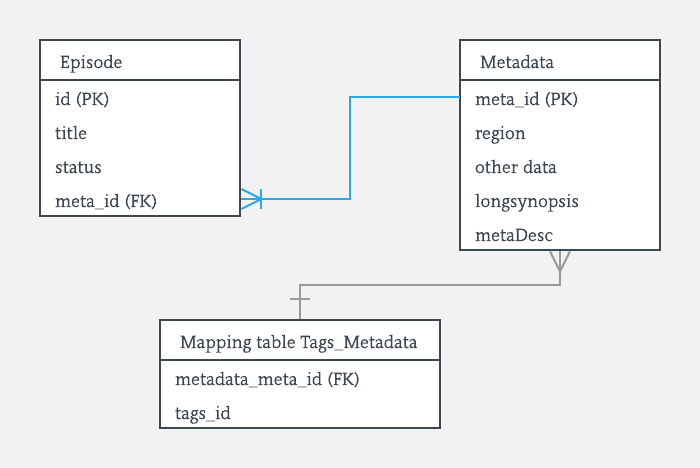 Episode
id (PK)
title
status
meta_id (FK)
Metadata
meta_id (PK)
region
other data
longsynopsis
metaDesc
Mapping table Tags_Metadata
metadata_meta_id (FK)
tags_id